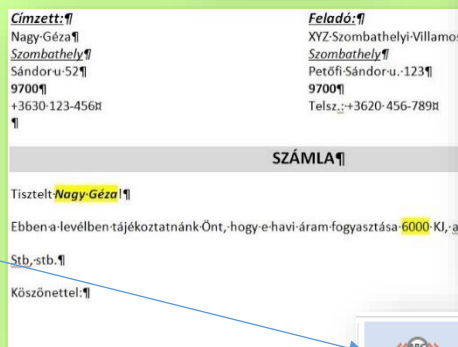 Címzett:¶
Nagy·Géza¶
Szombathely¶
Sándor·u·52¶
9700¶
+3630·123-456¤
¶
Feladó:¶
XYZ·Szombathelyi·Villamos
Szombathely¶
Petőfi·Sándor·u.·123¶
9700¶
Telsz.:·+3620·456-789¤
SZÁMLA¶
Tisztelt·Nagy·Géza!¶
Ebben·a·levélben·tájékoztatnánk·Önt,·hogy·e·havi·áram·fogyasztása·6000·KJ,·a
Stb,·stb.¶
Köszönettel:¶